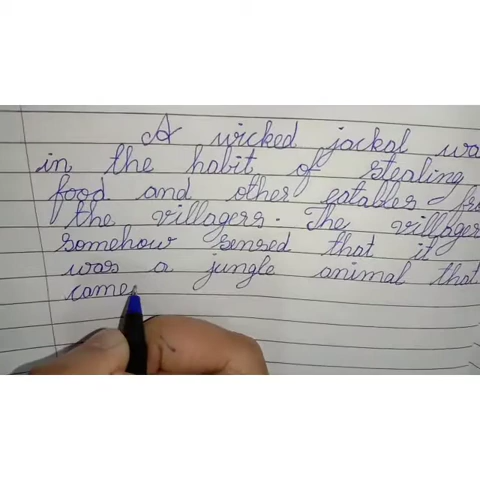 A wicked jackal wa
in the habit of stealing
food and other eatables fro
the villagers. The villager
somehow sensed that it
was a jungle animal that
came